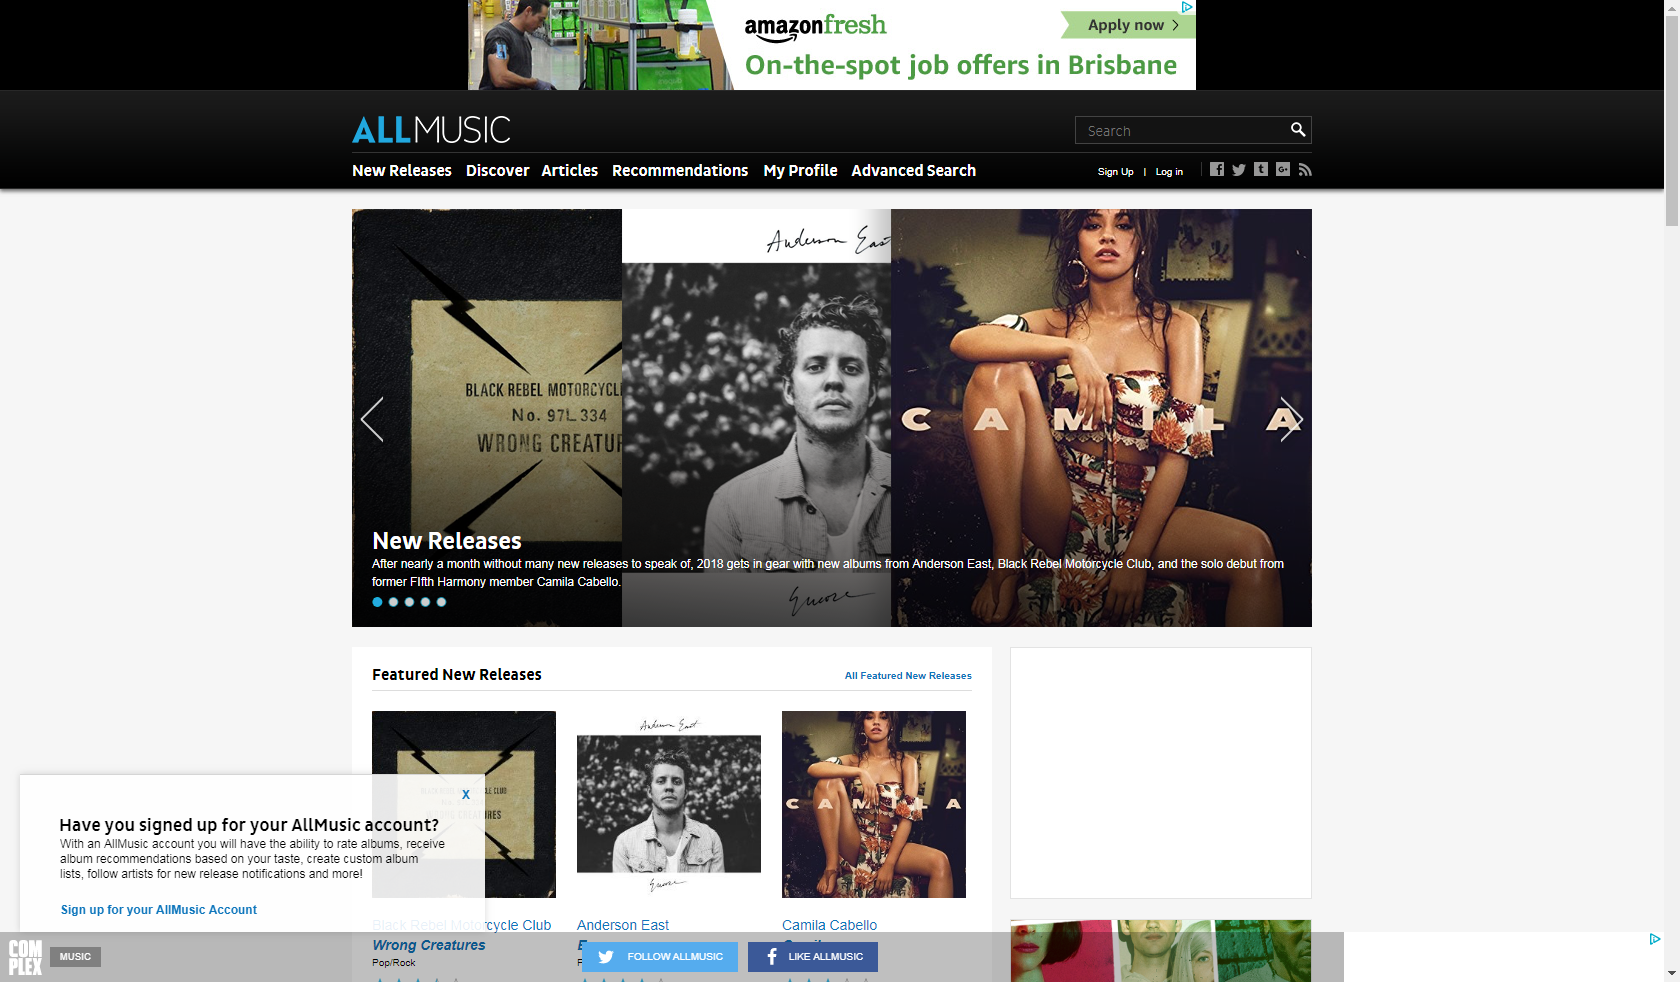 amazonfresh
Apply now
On-the-spot job offers in Brisbane
ALLMUSIC
Search
New Releases Discover Articles Recommendations My Profile Advanced Search
Sign Up | Log in
Anderson East
BLACK REBEL MOTORCYCL
No. 97L 334
WRONG CREATUR
CAMILA
New Releases
After nearly a month without many new releases to speak of, 2018 gets in gear with new albums from Anderson East, Black Rebel Motorcycle Club, and the solo debut from
former FIfth Harmony member Camila Cabello.
Encore
Featured New Releases
All Featured New Releases
Anderson East
CAMILA
Encore
X
Have you signed up for your AllMusic account?
With an AllMusic account you will have the ability to rate albums, receive
album recommendations based on your taste, create custom album
lists, follow artists for new release notifications and more!
Sign up for your AllMusic Account
Black Rebel Motorcycle Club
Anderson East
Camila Cabello
Wrong Creatures
Pop/Rock
COMPLEX
MUSIC
FOLLOW ALLMUSIC
LIKE ALLMUSIC